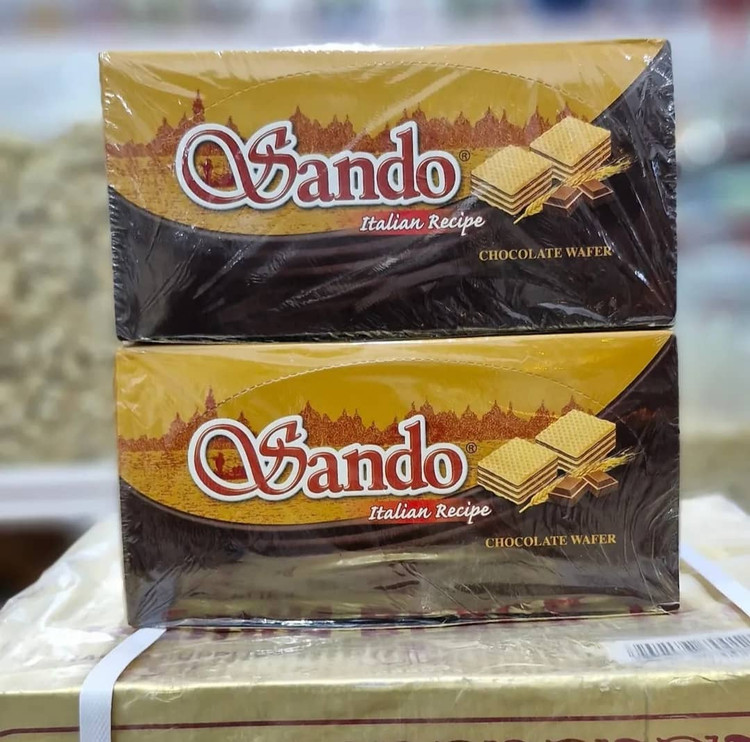 Sando®
Italian Recipe
CHOCOLATE WAFER
Sando®
Italian Recipe
CHOCOLATE WAFER